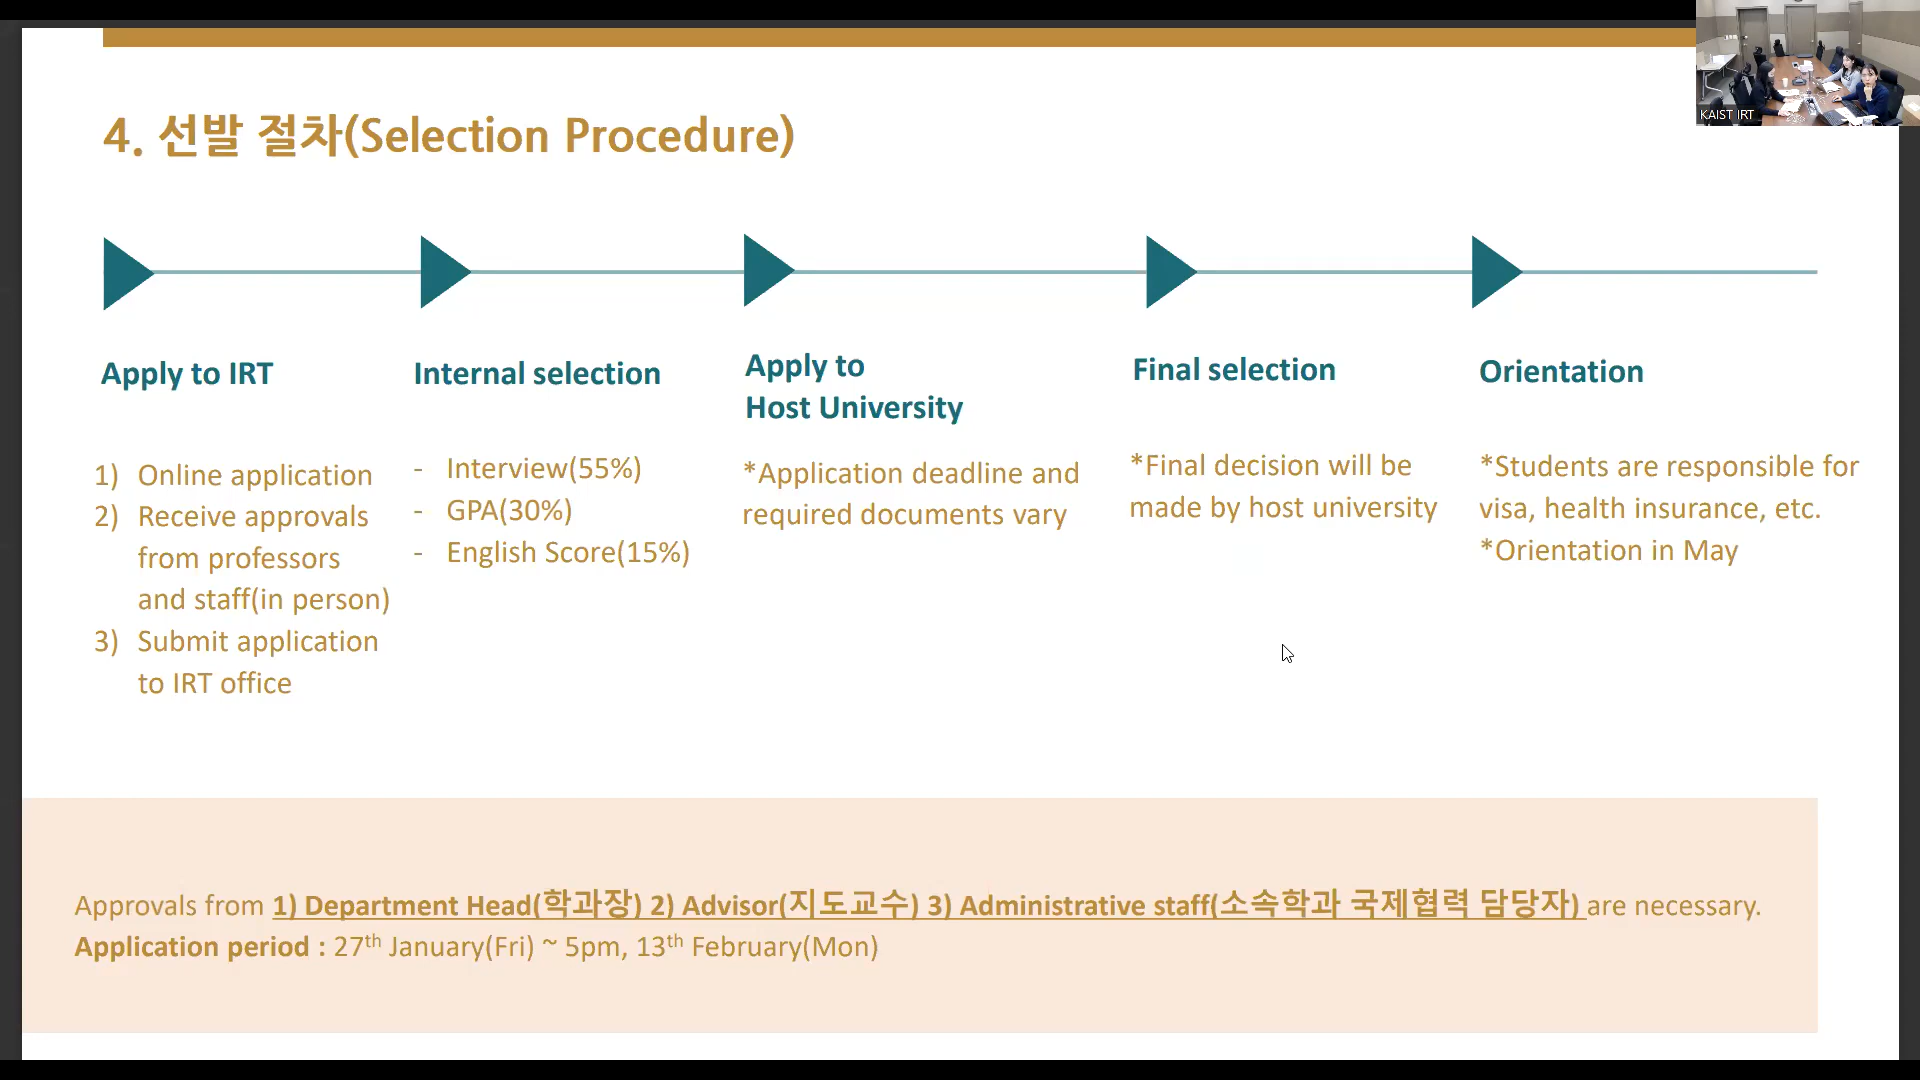 KAIST IRT
4. 선발 절차(Selection Procedure)
Apply to IRT
1) Online application
2) Receive approvals
from professors
and staff(in person)
3) Submit application
to IRT office
Internal selection
- Interview(55%)
- GPA(30%)
- English Score(15%)
Apply to
Host University
*Application deadline and
required documents vary
Final selection
*Final decision will be
made by host university
Orientation
*Students are responsible for
visa, health insurance, etc.
*Orientation in May
Approvals from 1) Department Head(학과장) 2) Advisor(지도교수) 3) Administrative staff(소속학과 국제협력 담당자) are necessary.
Application period : 27th January(Fri) ~ 5pm, 13th February(Mon)